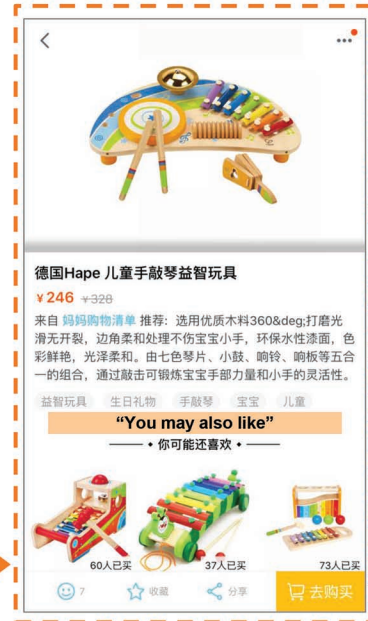 德国Hape 儿童手敲琴益智玩具
¥246 ¥328
来自 妈妈购物清单 推荐：选用优质木料360&deg;打磨光
滑无开裂，边角柔和处理不伤宝宝小手，环保水性漆面，色
彩鲜艳，光泽柔和。由七色琴片、小鼓、响铃、响板等五合
一的组合，通过敲击可锻炼宝宝手部力量和小手的灵活性。
益智玩具 生日礼物 手敲琴 宝宝 儿童
“You may also like”
你可能还喜欢
60人已买 37人已买 73人已买
7 收藏 分享 去购买